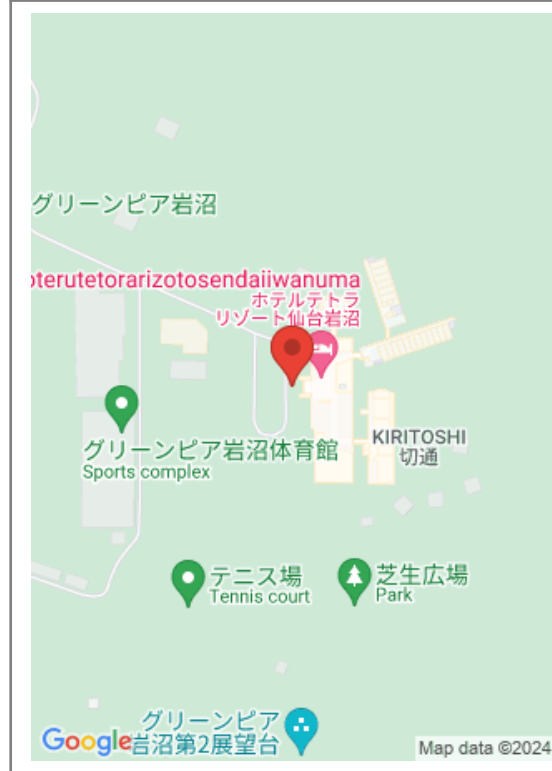 グリーンピア岩沼
oterutetorarizotosendaiiwanuma
ホテルテトラ
リゾート仙台岩沼
KIRITOSHI
切通
グリーンピア岩沼体育館
Sports complex
テニス場
Tennis court
芝生広場
Park
グリーンピア
岩沼第2展望台
Google
Map data ©2024